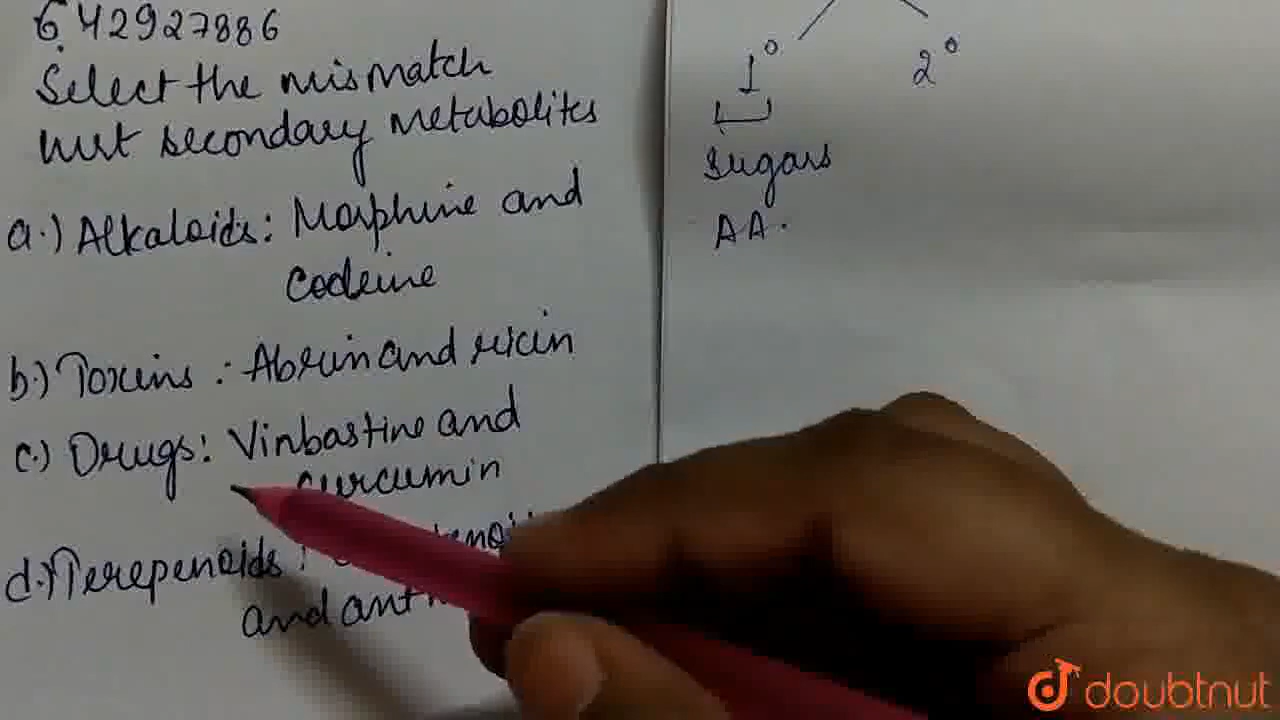 6. 42927886
Select the mismatch
wrt secondary metabolites
a.) Alkaloids: Morphine and
Codeine
b.) Toxins : Abrin and ricin
c.) Drugs: Vinbastine and
curcumin
d.) Terepenoids :
and
1° 2°
Sugars
AA.
doubtnut